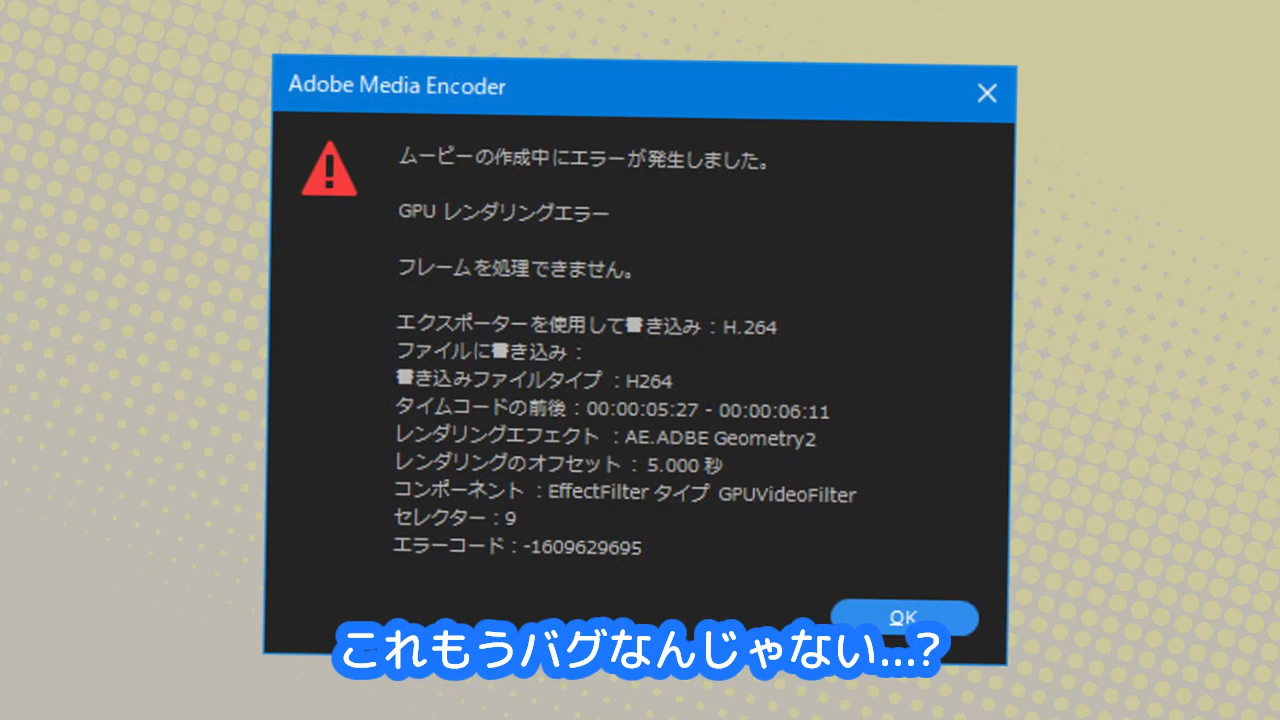 Adobe Media Encoder
ムービーの作成中にエラーが発生しました。
GPU レンダリングエラー
フレームを処理できません。
エクスポーターを使用して書き込み : H.264
ファイルに書き込み :
書き込みファイルタイプ : H264
タイムコードの前後 : 00:00:05:27 - 00:00:06:11
レンダリングエフェクト : AE.ADBE Geometry2
レンダリングのオフセット : 5.000 秒
コンポーネント : EffectFilter タイプ GPUVideoFilter
セレクター : 9
エラーコード : -1609629695
OK
これもうバグなんじゃない...?